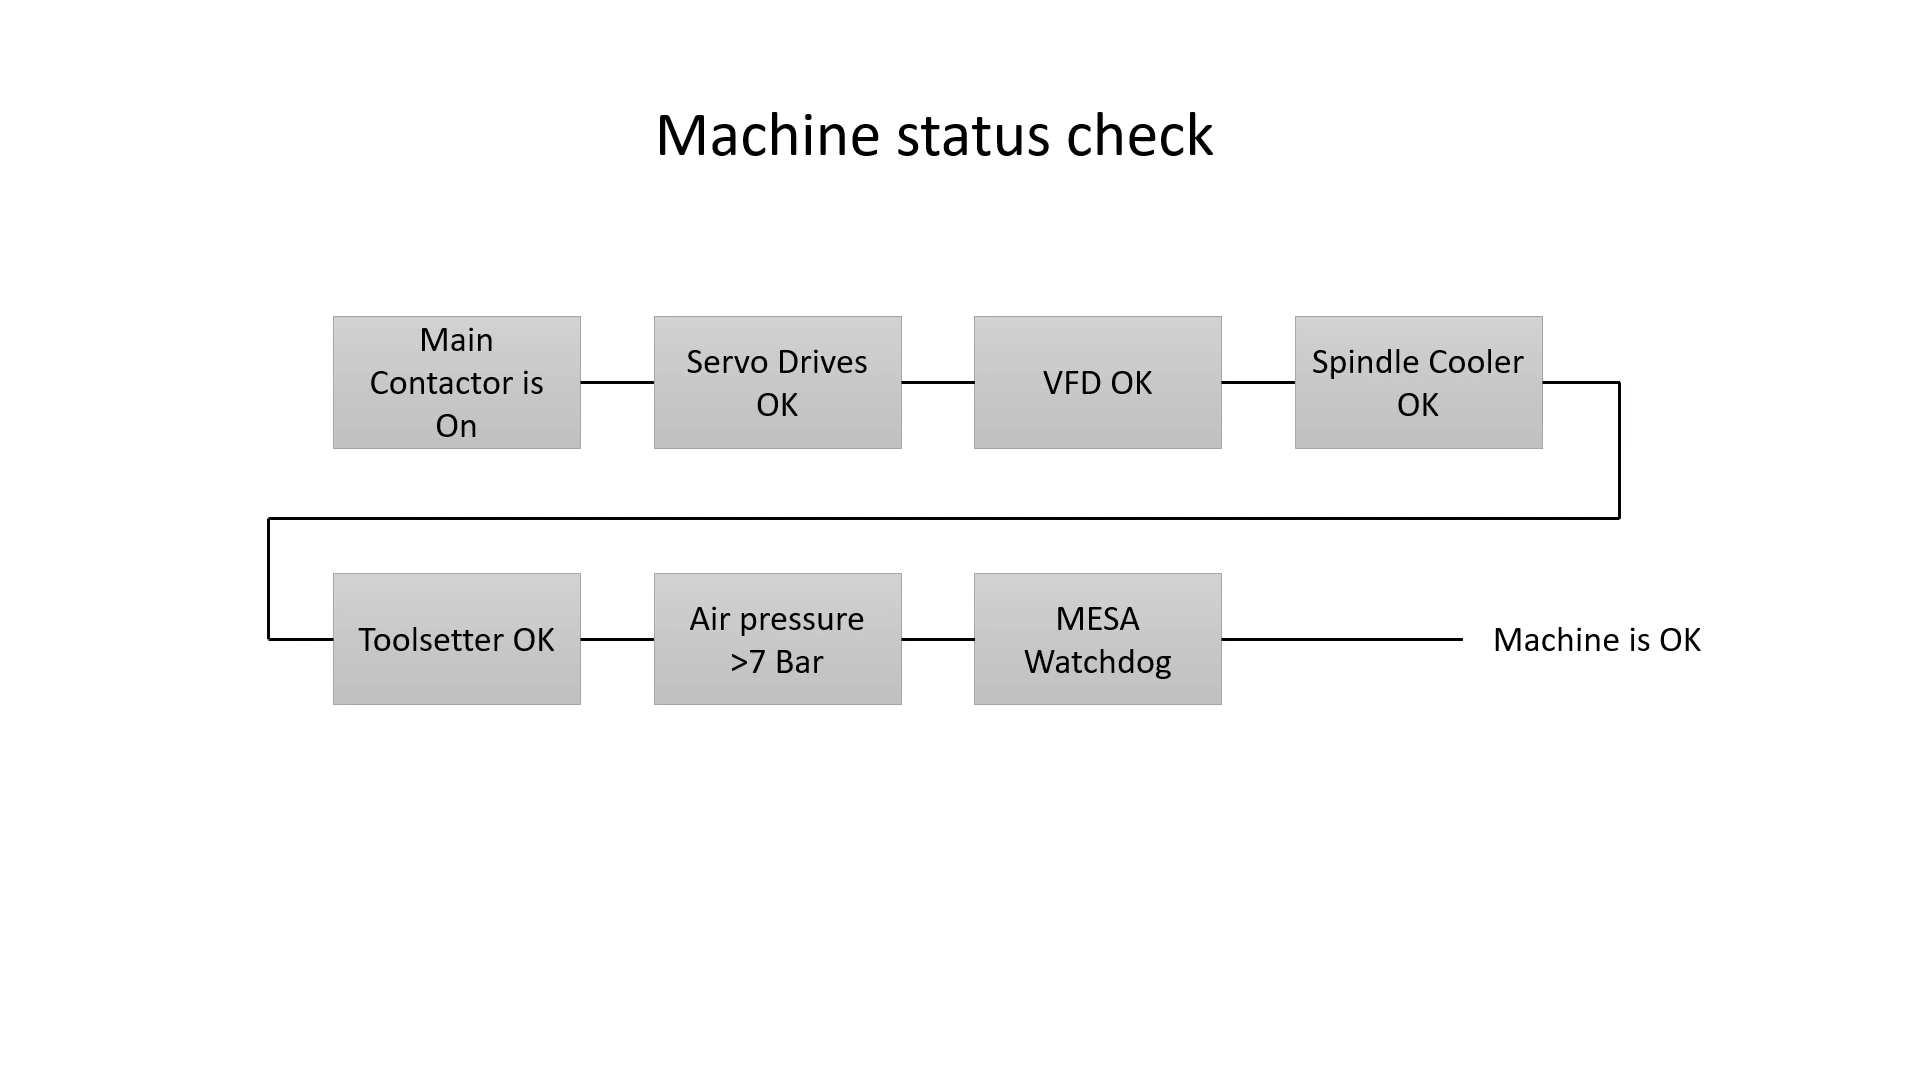 Machine status check
Main
Contactor is
On
Servo Drives
OK
VFD OK
Spindle Cooler
OK
Toolsetter OK
Air pressure
>7 Bar
MESA
Watchdog
Machine is OK